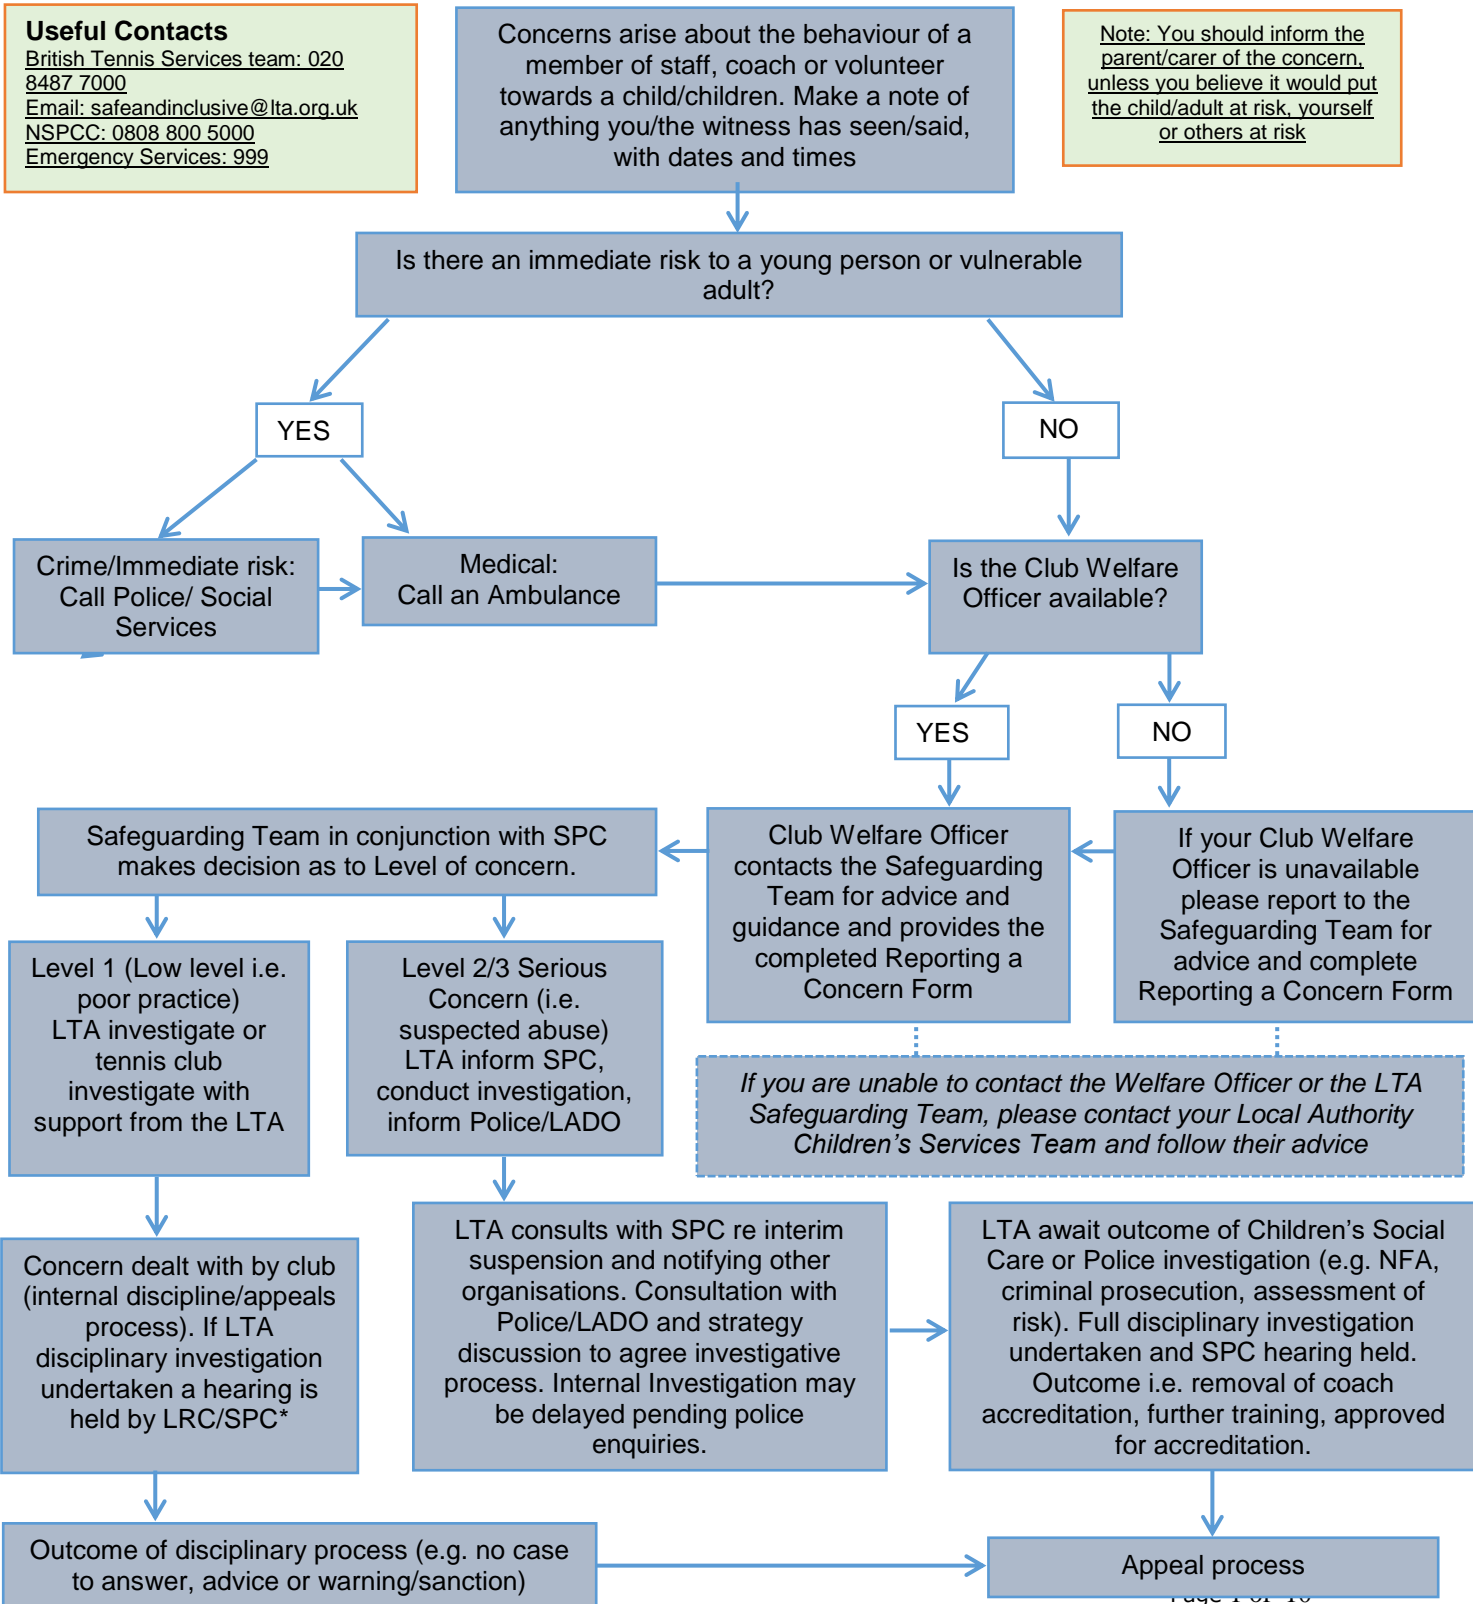 Useful Contacts
British Tennis Services team: 020
8487 7000
Email: safeandinclusive@lta.org.uk
NSPCC: 0808 800 5000
Emergency Services: 999
Concerns arise about the behaviour of a
member of staff, coach or volunteer
towards a child/children. Make a note of
anything you/the witness has seen/said,
with dates and times
Note: You should inform the
parent/carer of the concern,
unless you believe it would put
the child/adult at risk, yourself
or others at risk
Is there an immediate risk to a young person or vulnerable
adult?
YES
NO
Crime/Immediate risk:
Call Police/ Social
Services
Medical:
Call an Ambulance
Is the Club Welfare
Officer available?
YES
NO
Safeguarding Team in conjunction with SPC
makes decision as to Level of concern.
Club Welfare Officer
contacts the Safeguarding
Team for advice and
guidance and provides the
completed Reporting a
Concern Form
If your Club Welfare
Officer is unavailable
please report to the
Safeguarding Team for
advice and complete
Reporting a Concern Form
Level 1 (Low level i.e.
poor practice)
LTA investigate or
tennis club
investigate with
support from the LTA
Level 2/3 Serious
Concern (i.e.
suspected abuse)
LTA inform SPC,
conduct investigation,
inform Police/LADO
If you are unable to contact the Welfare Officer or the LTA
Safeguarding Team, please contact your Local Authority
Children's Services Team and follow their advice
Concern dealt with by club
(internal discipline/appeals
process). If LTA
disciplinary investigation
undertaken a hearing is
held by LRC/SPC*
LTA consults with SPC re interim
suspension and notifying other
organisations. Consultation with
Police/LADO and strategy
discussion to agree investigative
process. Internal Investigation may
be delayed pending police
enquiries.
LTA await outcome of Children's Social
Care or Police investigation (e.g. NFA,
criminal prosecution, assessment of
risk). Full disciplinary investigation
undertaken and SPC hearing held.
Outcome i.e. removal of coach
accreditation, further training, approved
for accreditation.
Outcome of disciplinary process (e.g. no case
to answer, advice or warning/sanction)
Appeal process